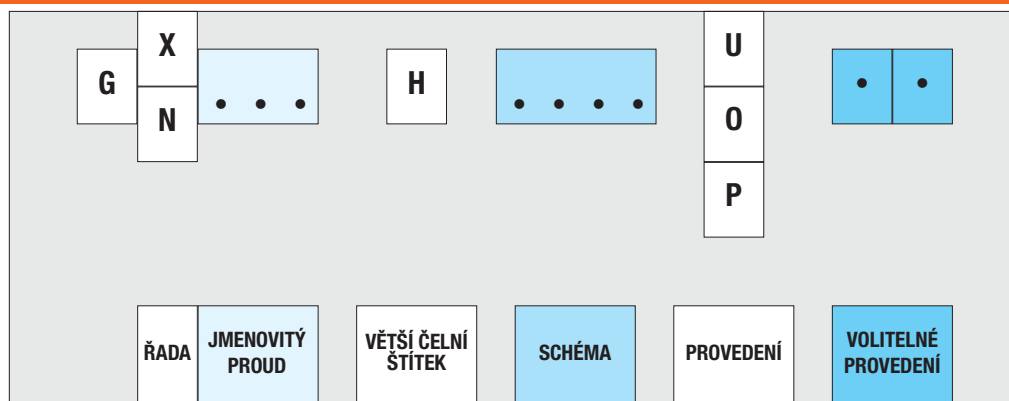 X
G
N
H
U
O
P
ŘADA
JMENOVITÝ
PROUD
VĚTŠÍ ČELNÍ
ŠTÍTEK
SCHÉMA
PROVEDENÍ
VOLITELNÉ
PROVEDENÍ